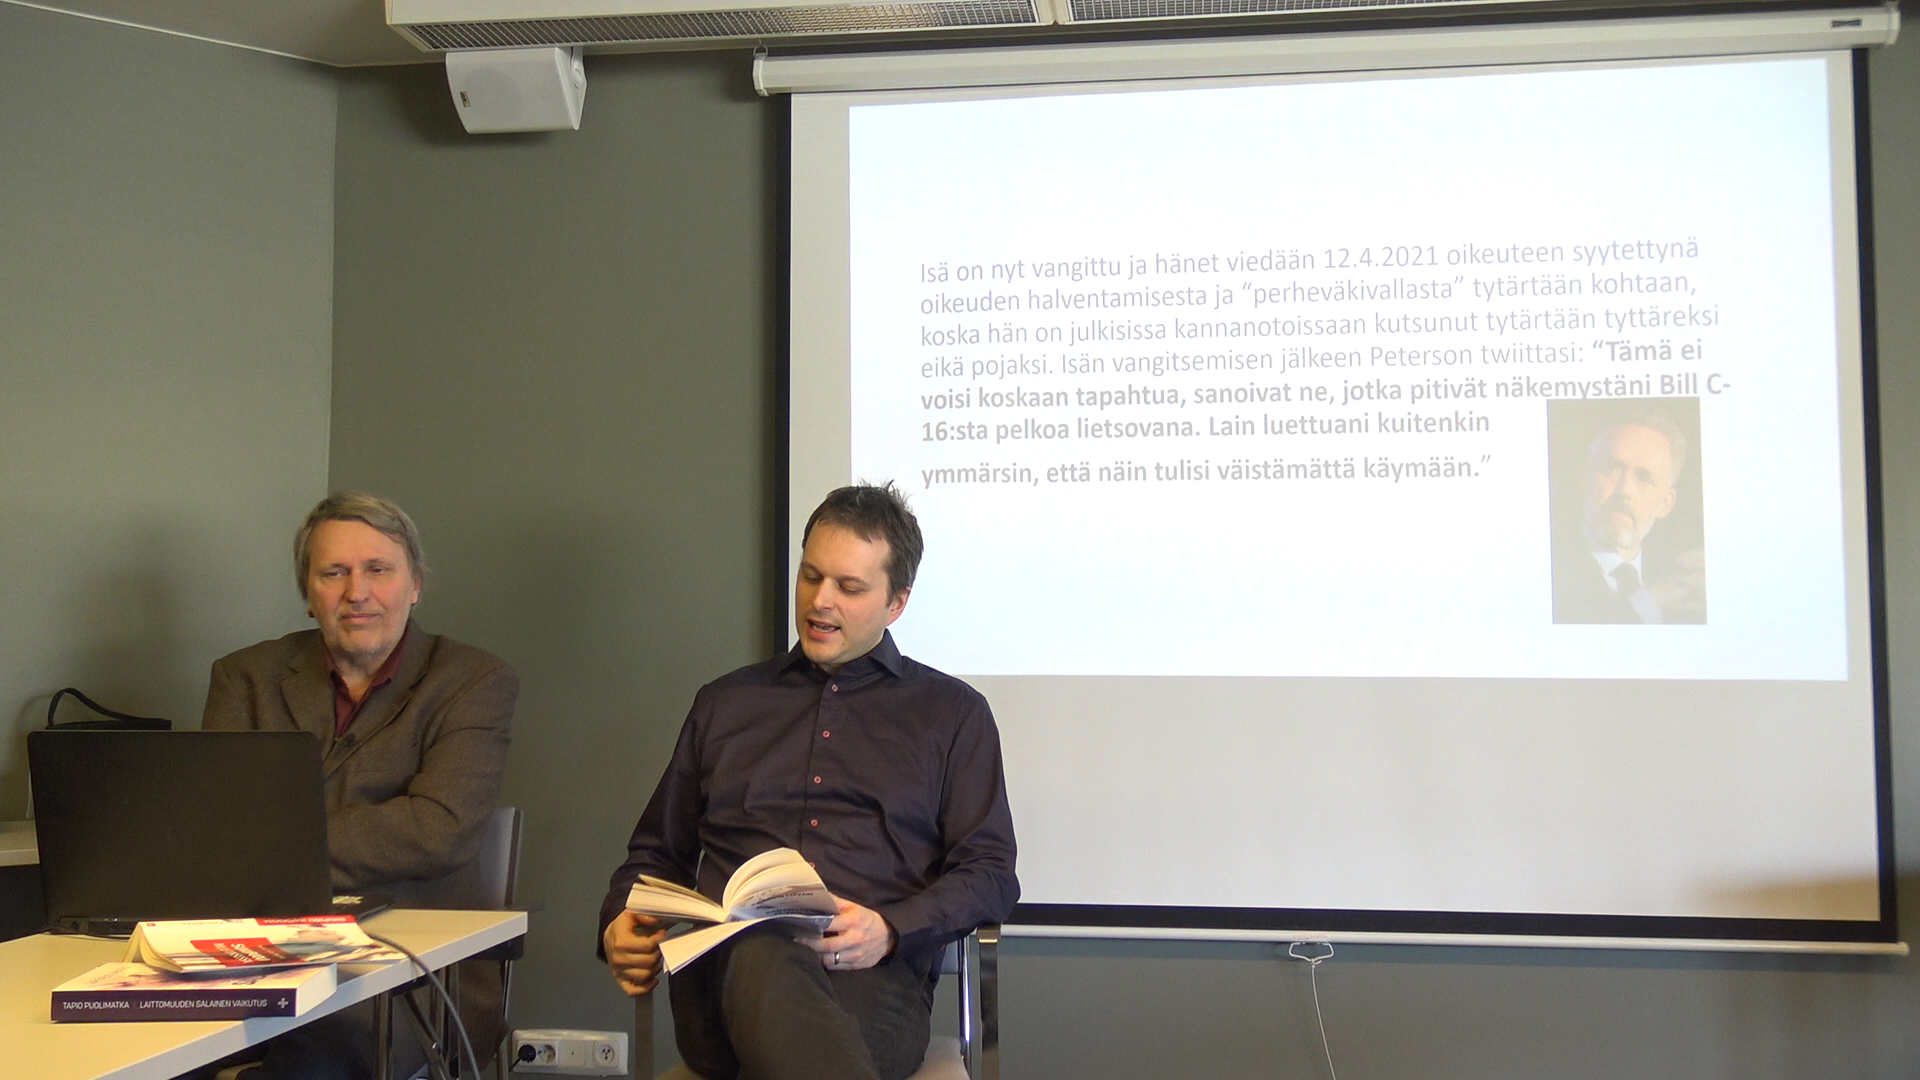 Isä on nyt vangittu ja hänet viedään 12.4.2021 oikeuteen syytettynä
oikeuden halventamisesta ja “perheväkivallasta” tytärtään kohtaan,
koska hän on julkisissa kannanotoissaan kutsunut tytärtään tyttäreksi
eikä pojaksi. Isän vangitsemisen jälkeen Peterson twiittasi: “Tämä ei
voisi koskaan tapahtua, sanoivat ne, jotka pitivät näkemystäni Bill C-
16:sta pelkoa lietsovana. Lain luettuani kuitenkin
ymmärsin, että näin tulisi väistämättä käymään.”
TAPIO PUOLIMATKA LAITTOMUUDEN SALAINEN VAIKUTUS